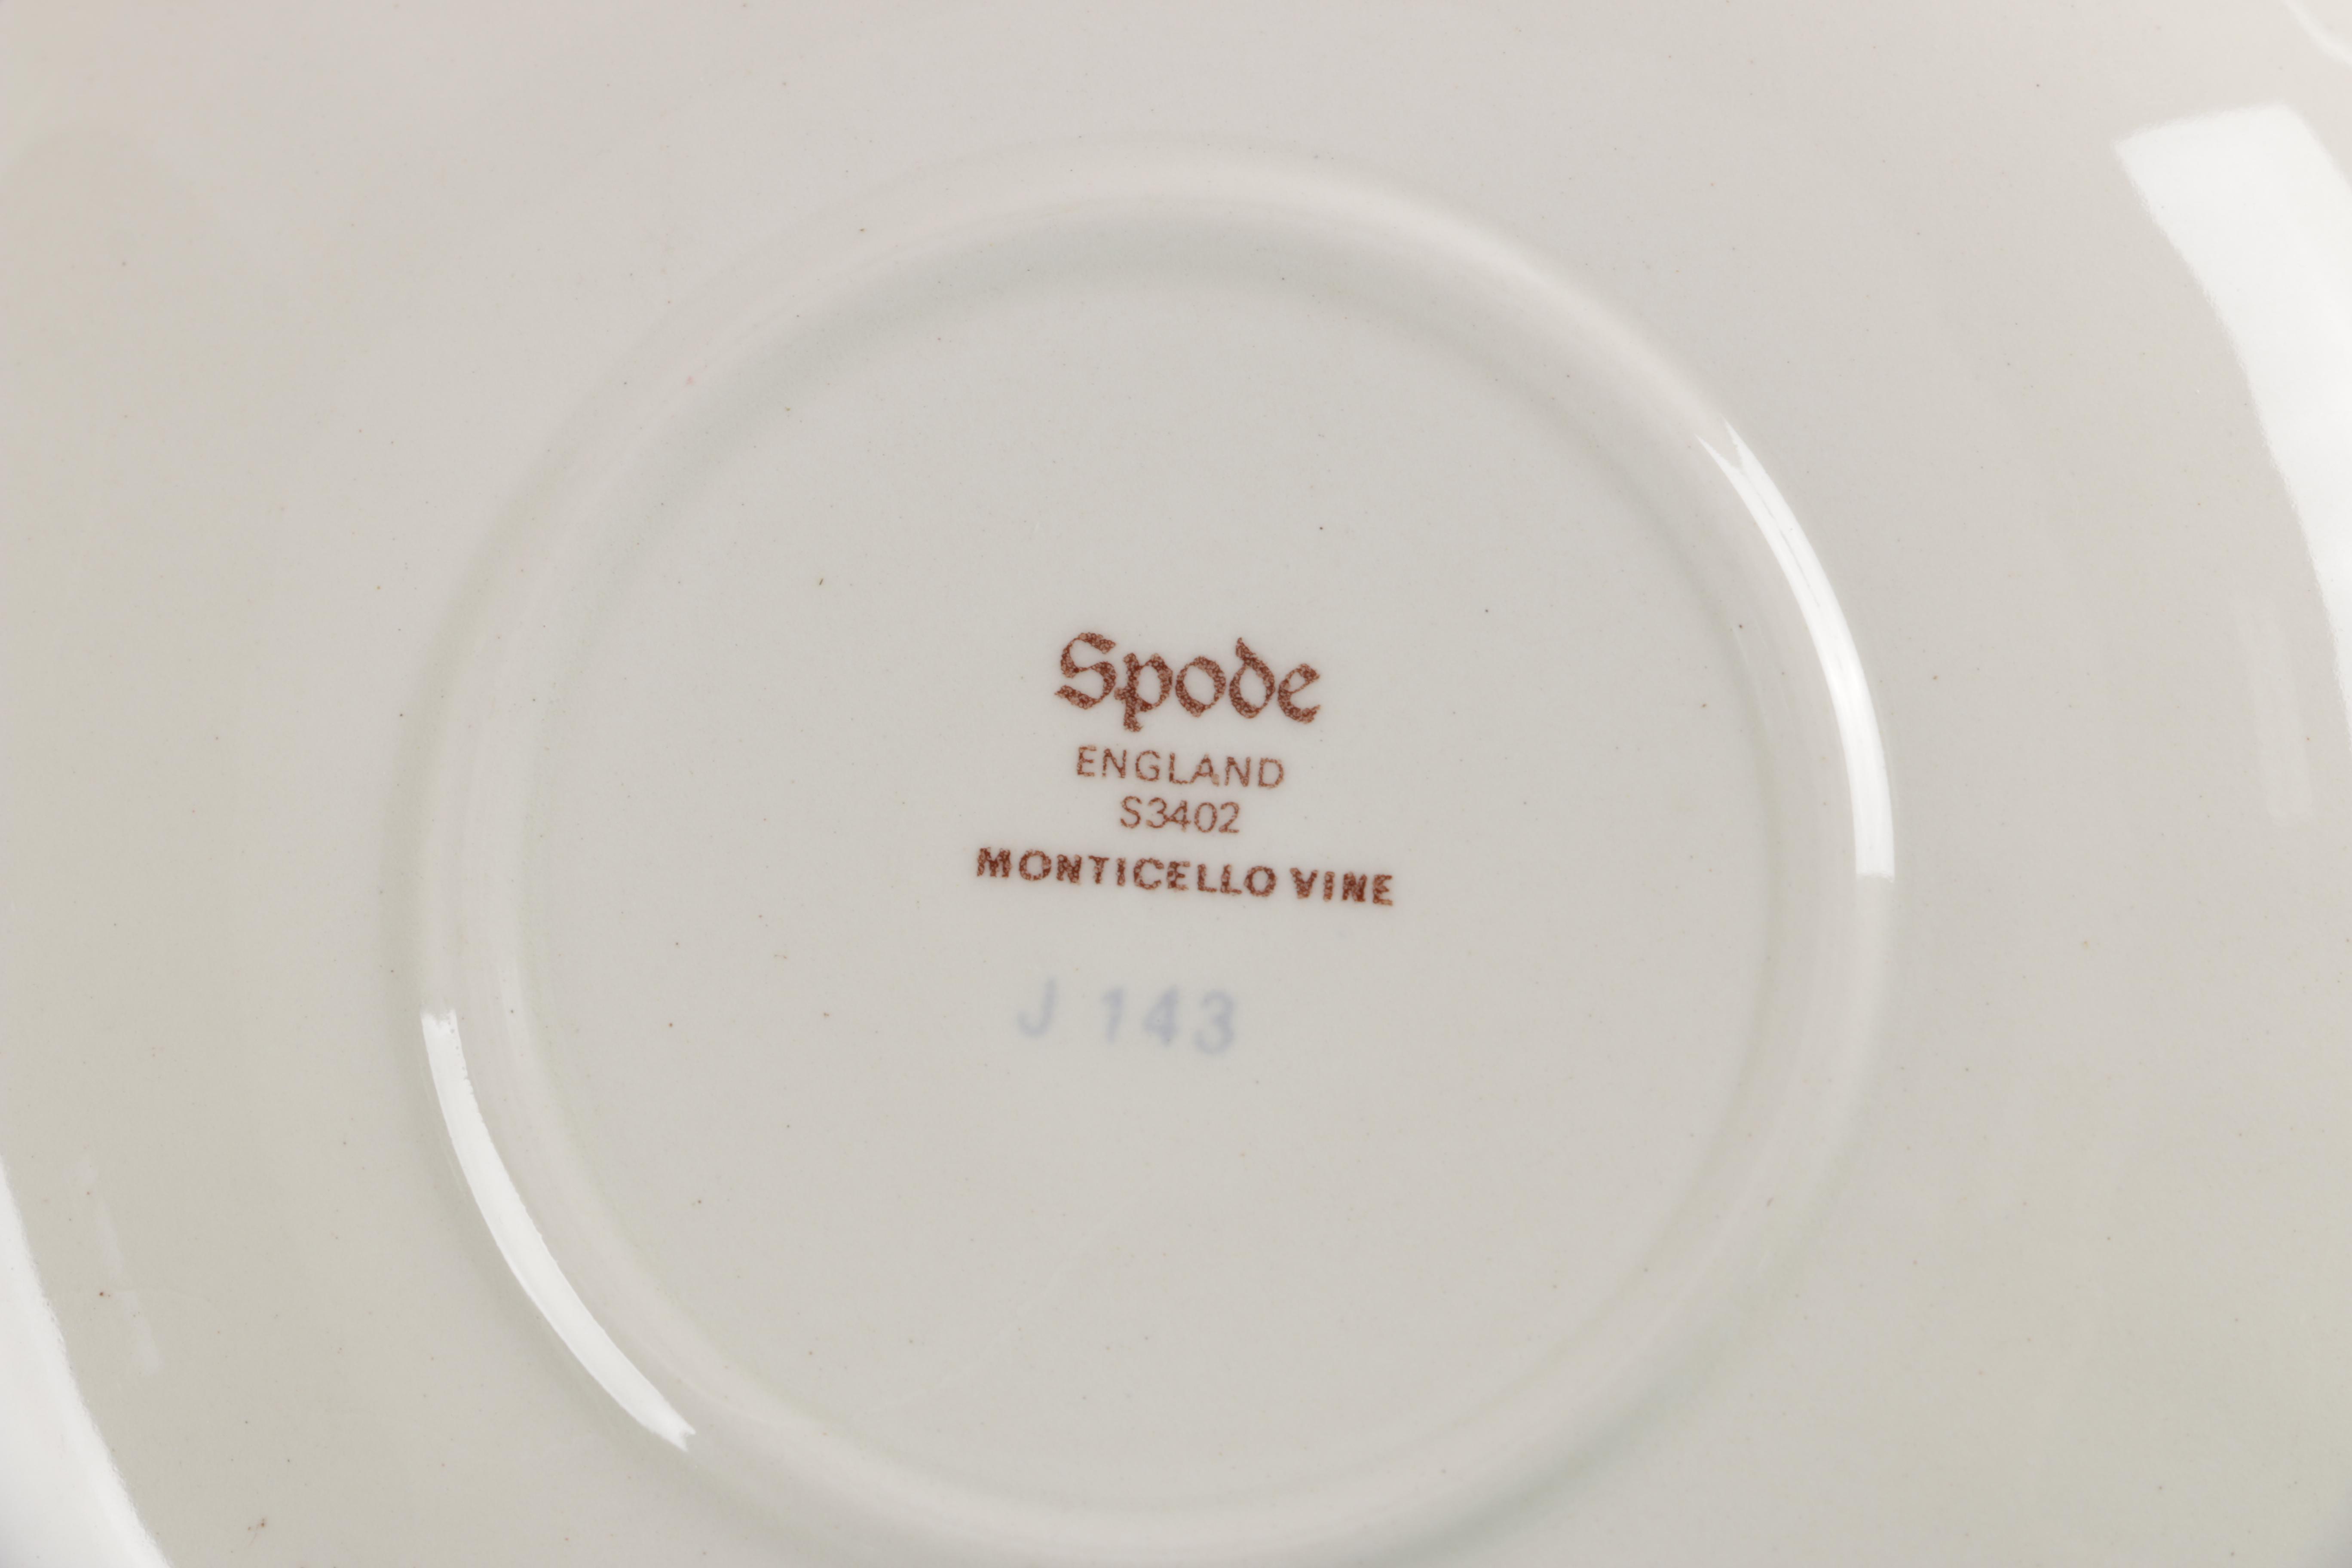 Spode
ENGLAND
S3402
MONTICELLO VINE
J 143